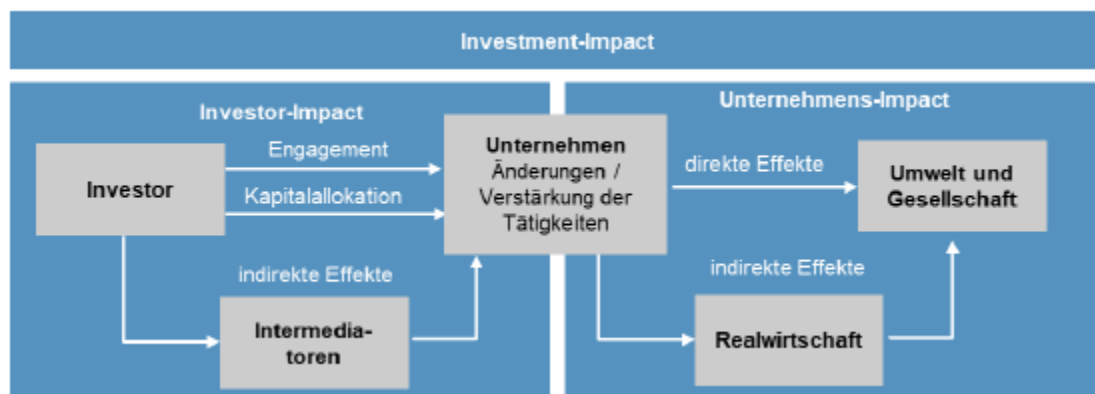 Investment-Impact
Investor-Impact
Unternehmens-Impact
Investor
Engagement
Kapitalallokation
Unternehmen
Änderungen /
Verstärkung der
Tätigkeiten
direkte Effekte
Umwelt und
Gesellschaft
indirekte Effekte
Intermedia-
toren
indirekte Effekte
Realwirtschaft